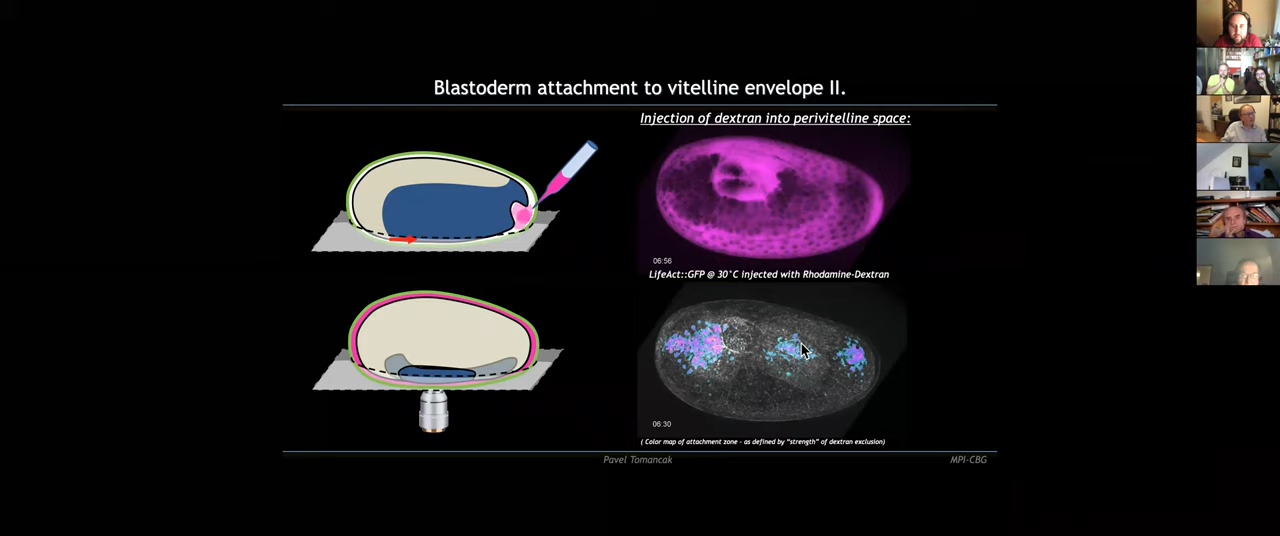 Blastoderm attachment to vitelline envelope II.
Injection of dextran into perivitelline space:
06:56
LifeAct::GFP @ 30°C injected with Rhodamine-Dextran
06:30
( Color map of attachment zone - as defined by "strength" of dextran exclusion)
Pavel Tomancak
MPI-CBG